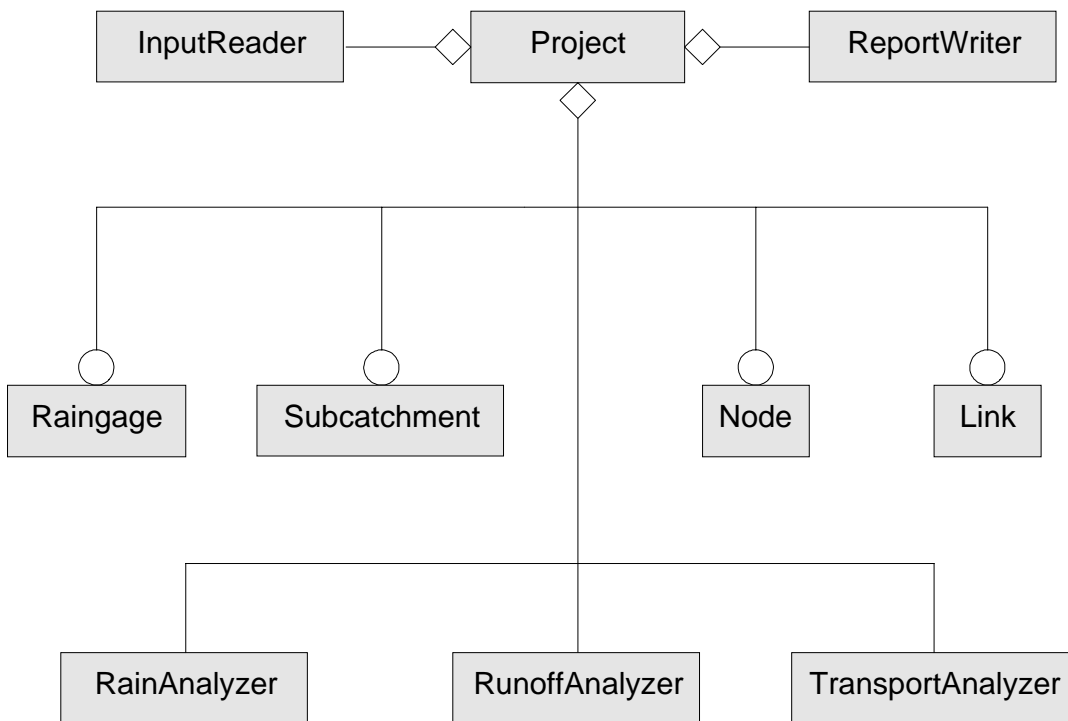 InputReader
Project
ReportWriter
Raingage
Subcatchment
Node
Link
RainAnalyzer
RunoffAnalyzer
TransportAnalyzer